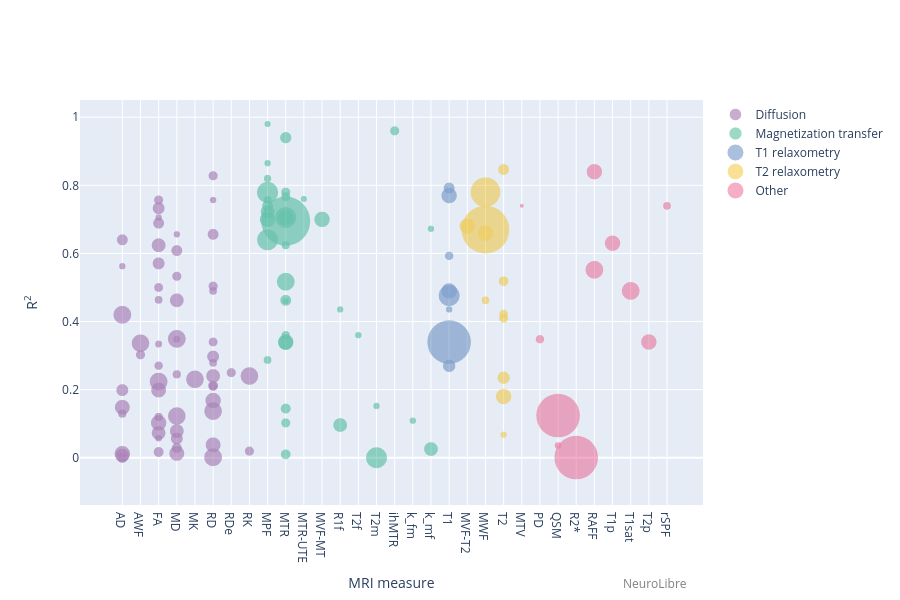 1
0.8
0.6
0.4
0.2
0
R2
AD
AWF
FA
MD
MK
RD
RDe
RK
MPF
MTR
MTR-UTE
MVF-MT
R1f
T2f
T2m
ihMTR
k_fm
k_mf
T1
MVF-T2
MWF
T2
MTV
PD
QSM
R2*
RAFF
T1p
T1sat
T2p
rSPF
MRI measure
NeuroLibre
Diffusion
Magnetization transfer
T1 relaxometry
T2 relaxometry
Other